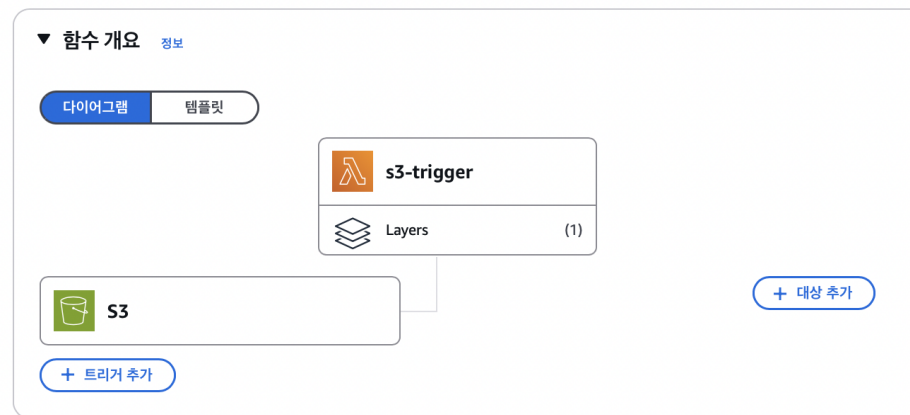 함수 개요 정보
다이어그램 템플릿
s3-trigger
Layers (1)
S3
+ 대상 추가
+ 트리거 추가